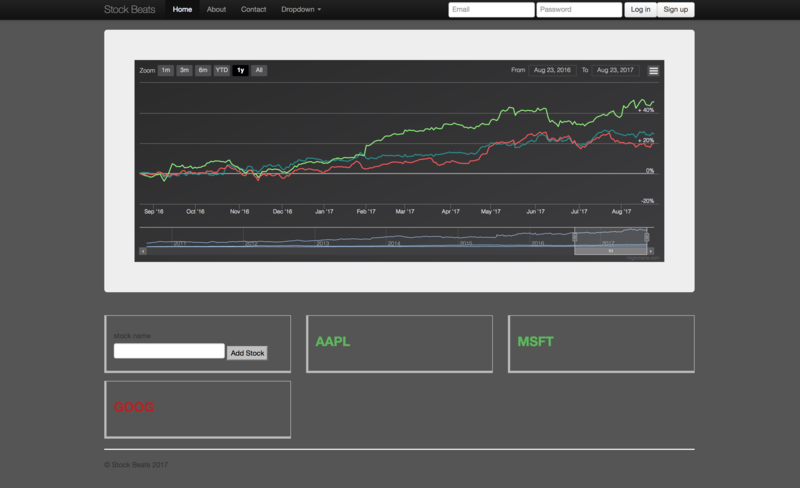 Stock Beats Home About Contact Dropdown Email Password Log in Sign up
Zoom 1m 3m 6m YTD 1y All From Aug 23, 2016 To Aug 23, 2017
+ 40%
+ 20%
0%
-20%
Sep '16 Oct '16 Nov '16 Dec '16 Jan '17 Feb '17 Mar '17 Apr '17 May '17 Jun '17 Jul '17 Aug '17
2011 2012 2013 2014 2015 2016 2017
stock name
Add Stock
AAPL
MSFT
GOOG
© Stock Beats 2017